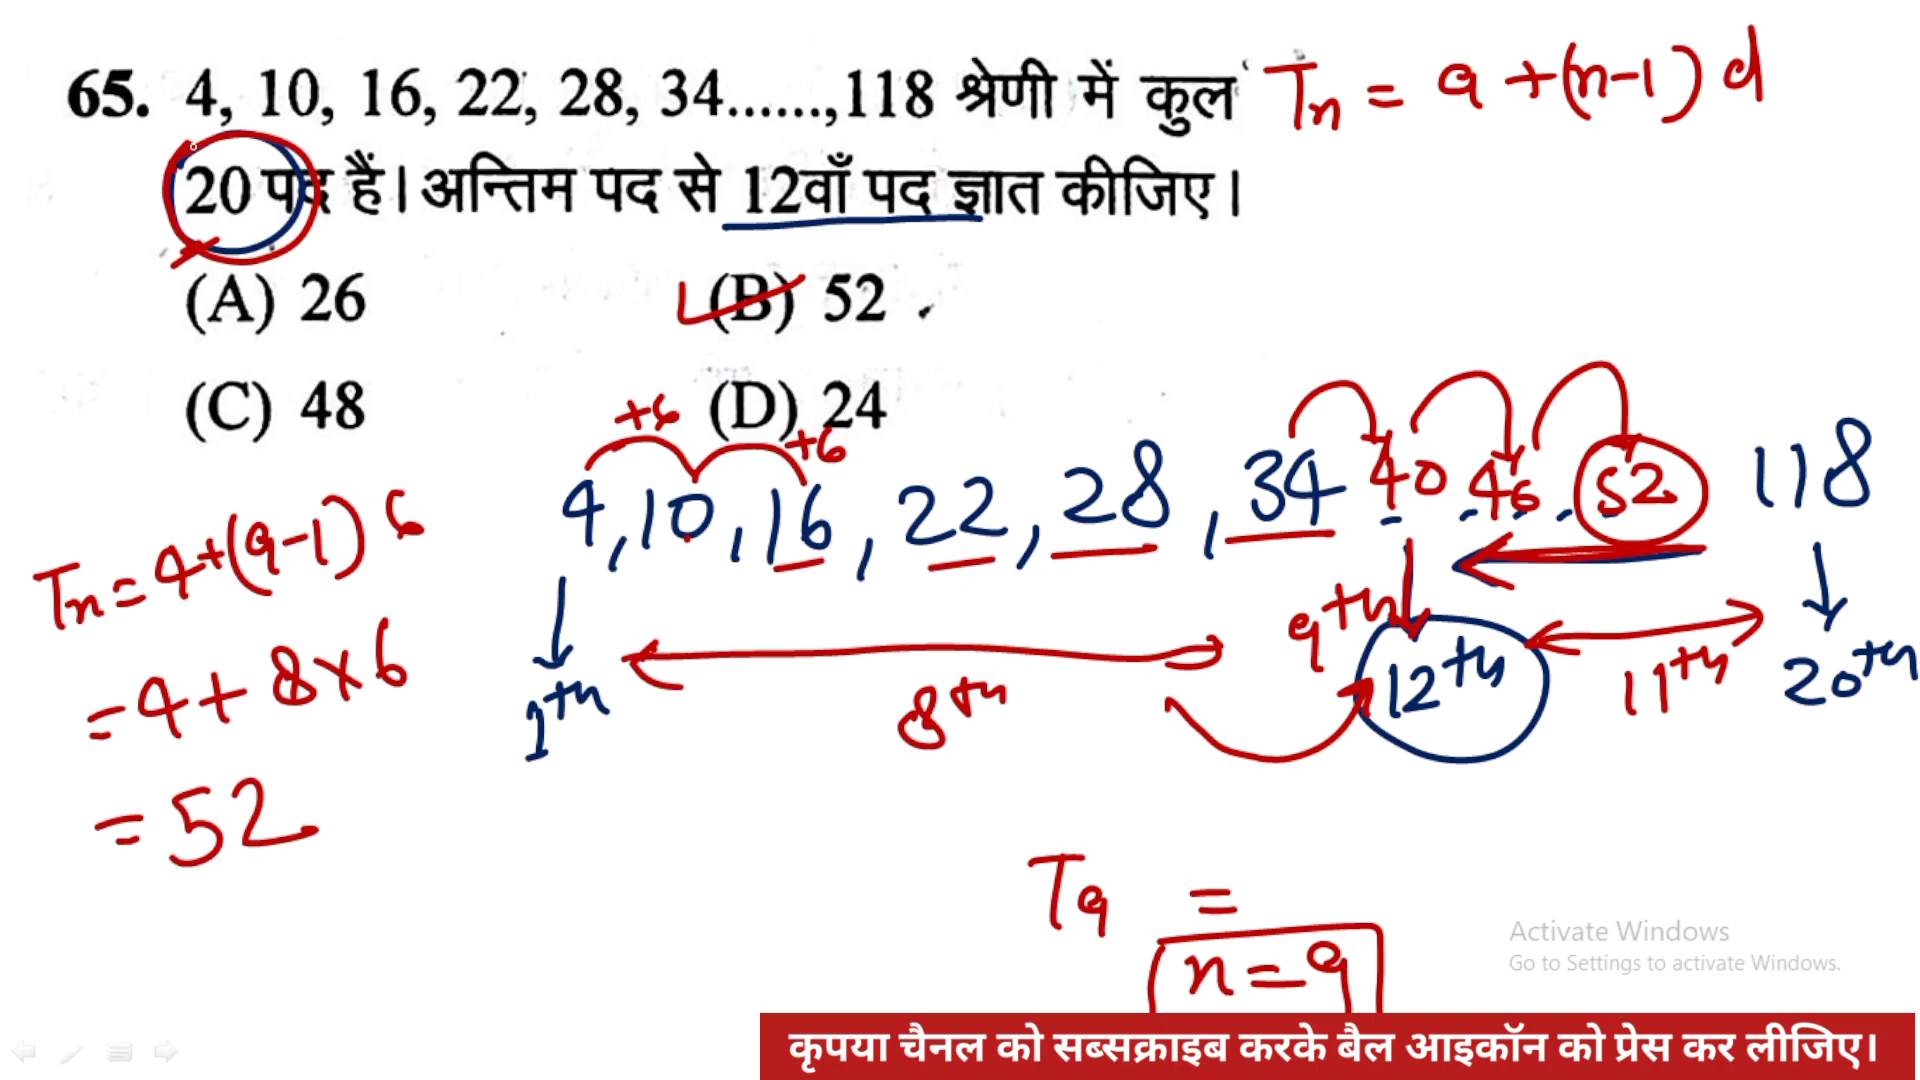 65. 4, 10, 16, 22, 28, 34......,118 श्रेणी में कुल
Tn = a + (n-1) d
20 पद हैं। अन्तिम पद से 12वाँ पद ज्ञात कीजिए।
(A) 26
(B) 52
(C) 48
(D) 24
+6
+6
4, 10, 16, 22, 28, 34 40 46 52 118
Tn = 4+(9-1) 6
= 4 + 8×6
= 52
1th
8th
9th
12th
11th
20th
T9 =
n=9
Activate Windows
Go to Settings to activate Windows.
कृपया चैनल को सब्सक्राइब करके बैल आइकॉन को प्रेस कर लीजिए।